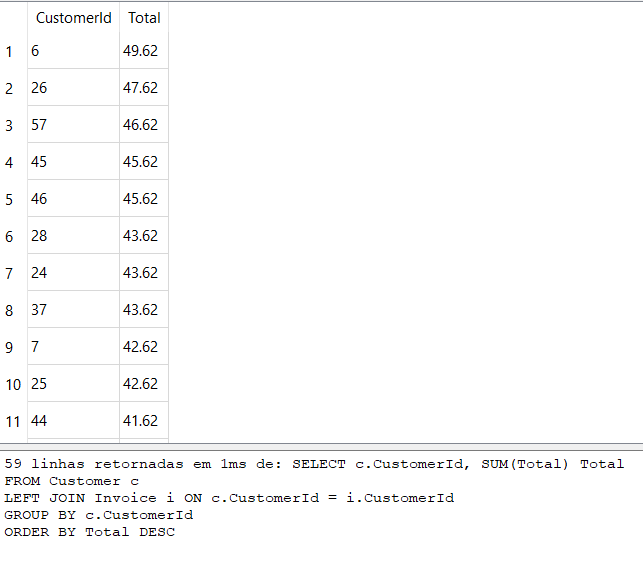 CustomerId Total
1 6 49.62
2 26 47.62
3 57 46.62
4 45 45.62
5 46 45.62
6 28 43.62
7 24 43.62
8 37 43.62
9 7 42.62
10 25 42.62
11 44 41.62
59 linhas retornadas em 1ms de: SELECT c.CustomerId, SUM(Total) Total
FROM Customer c
LEFT JOIN Invoice i ON c.CustomerId = i.CustomerId
GROUP BY c.CustomerId
ORDER BY Total DESC